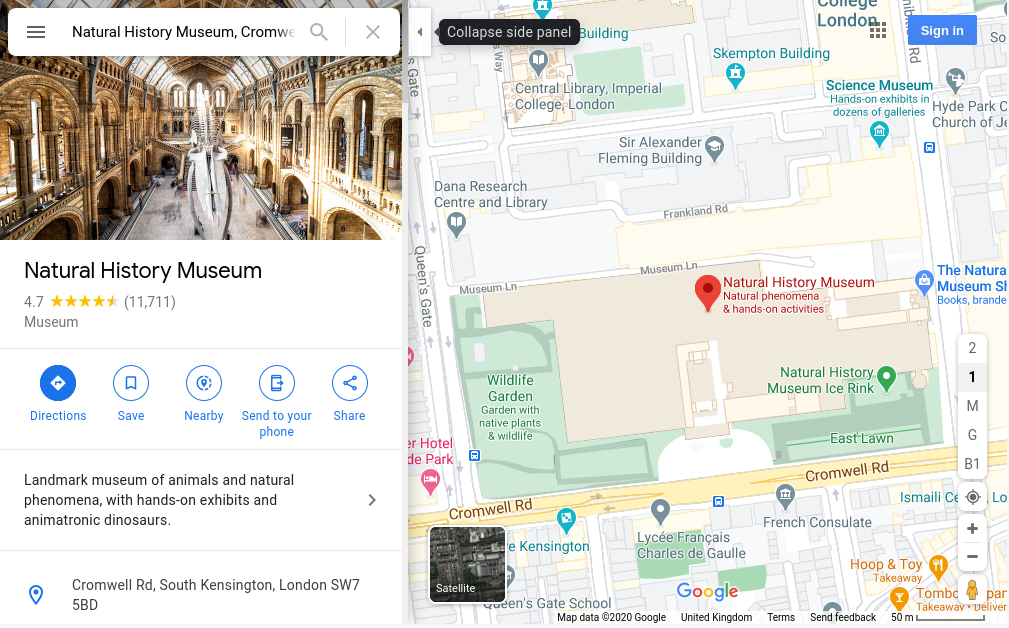 Natural History Museum, Cromwe
Collapse side panel
Sign in
Natural History Museum
4.7
(11,711)
Museum
Directions
Save
Nearby
Send to your
phone
Share
Landmark museum of animals and natural
phenomena, with hands-on exhibits and
animatronic dinosaurs.
Cromwell Rd, South Kensington, London SW7
5BD
College
London
Building
Skempton Building
Central Library, Imperial
College, London
Science Museum
Hands-on exhibits in
dozens of galleries
Hyde Park C
Church of Je
Sir Alexander
Fleming Building
Dana Research
Centre and Library
Frankland Rd
Museum Ln
Museum Ln
Queen's Gate
Way
Rd
So
Natural History Museum
Natural phenomena
& hands-on activities
The Natura
Museum Sh
Books, brande
Natural History
Museum Ice Rink
Wildlife
Garden
Garden with
native plants
& wildlife
East Lawn
er Hotel
de Park
Cromwell Rd
Cromwell Rd
Ismaili Ce
Lo
French Consulate
Lycée Français
Charles de Gaulle
re Kensington
Queen's Gate School
Hoop & Toy
Takeaway
Tombo
pan
Takeaway • Deliver
2
1
M
G
B1
Satellite
Google
Map data ©2020 Google
United Kingdom
Terms
Send feedback
50 m